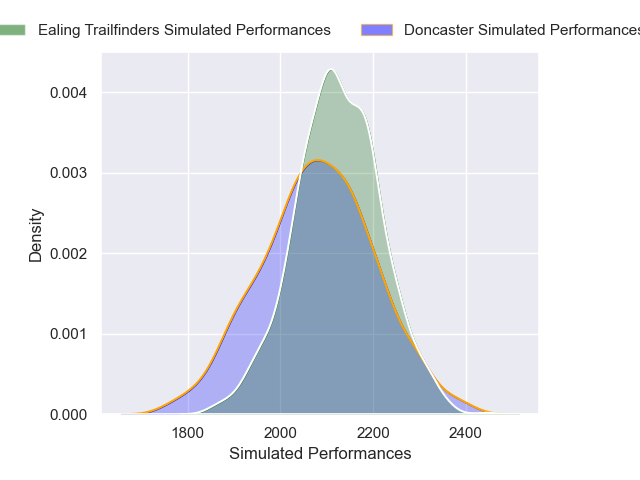 Ealing Trailfinders Simulated Performances
Doncaster Simulated Performances
0.004
0.003
0.002
0.001
0.000
Density
1800 2000 2200 2400
Simulated Performances